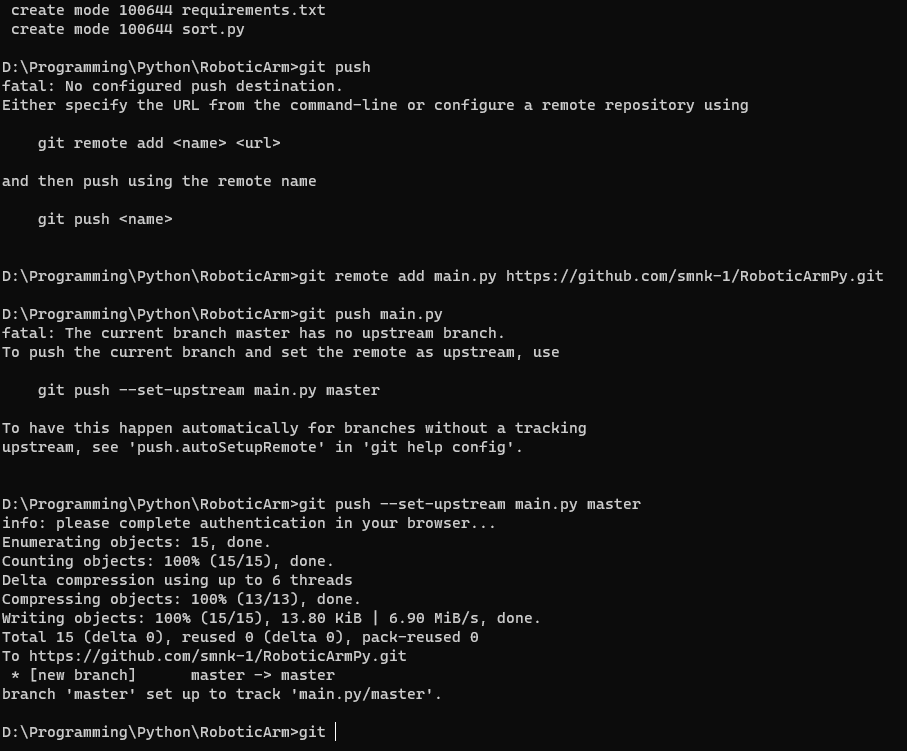 create mode 100644 requirements.txt
create mode 100644 sort.py
D:\Programming\Python\RoboticArm>git push
fatal: No configured push destination.
Either specify the URL from the command-line or configure a remote repository using
git remote add <name> <url>
and then push using the remote name
git push <name>
D:\Programming\Python\RoboticArm>git remote add main.py https://github.com/smnk-1/RoboticArmPy.git
D:\Programming\Python\RoboticArm>git push main.py
fatal: The current branch master has no upstream branch.
To push the current branch and set the remote as upstream, use
git push --set-upstream main.py master
To have this happen automatically for branches without a tracking
upstream, see 'push.autoSetupRemote' in 'git help config'.
D:\Programming\Python\RoboticArm>git push --set-upstream main.py master
info: please complete authentication in your browser...
Enumerating objects: 15, done.
Counting objects: 100% (15/15), done.
Delta compression using up to 6 threads
Compressing objects: 100% (13/13), done.
Writing objects: 100% (15/15), 13.80 KiB | 6.90 MiB/s, done.
Total 15 (delta 0), reused 0 (delta 0), pack-reused 0
To https://github.com/smnk-1/RoboticArmPy.git
* [new branch]      master -> master
branch 'master' set up to track 'main.py/master'.
D:\Programming\Python\RoboticArm>git